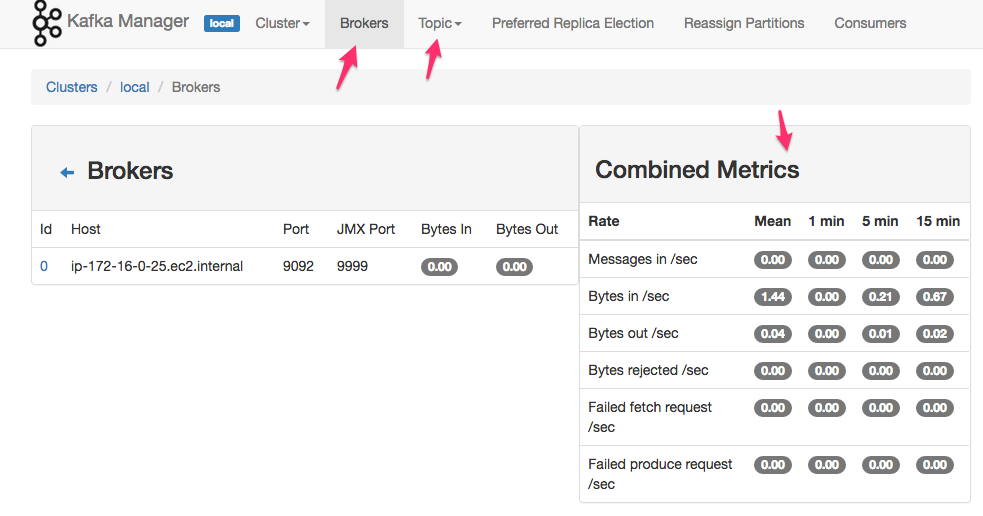 Kafka Manager local Cluster Brokers Topic Preferred Replica Election Reassign Partitions Consumers
Clusters / local / Brokers
Brokers
Id Host Port JMX Port Bytes In Bytes Out
0 ip-172-16-0-25.ec2.internal 9092 9999 0.00 0.00
Combined Metrics
Rate Mean 1 min 5 min 15 min
Messages in /sec 0.00 0.00 0.00 0.00
Bytes in /sec 1.44 0.00 0.21 0.67
Bytes out /sec 0.04 0.00 0.01 0.02
Bytes rejected /sec 0.00 0.00 0.00 0.00
Failed fetch request 0.00 0.00 0.00 0.00
/sec
Failed produce request 0.00 0.00 0.00 0.00
/sec